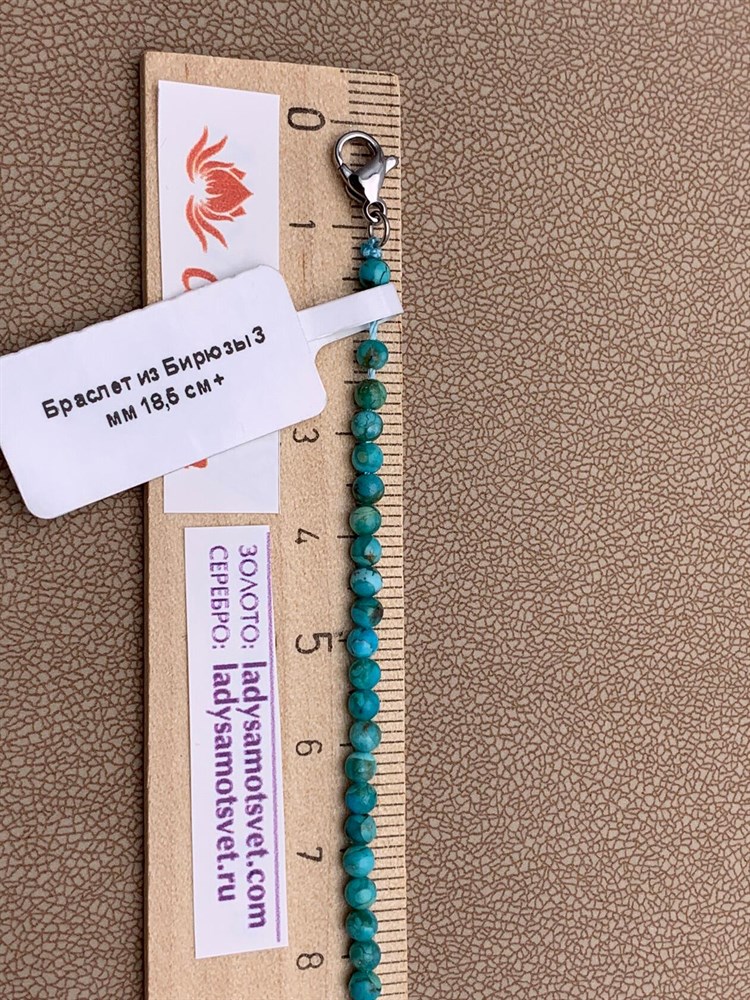 Браслет из Бирюзы 3
мм 18,5 см+
ЗОЛОТО: ladysamotsvet.com
СЕРЕБРО: ladysamotsvet.ru
0
1
3
4
5
6
7
8